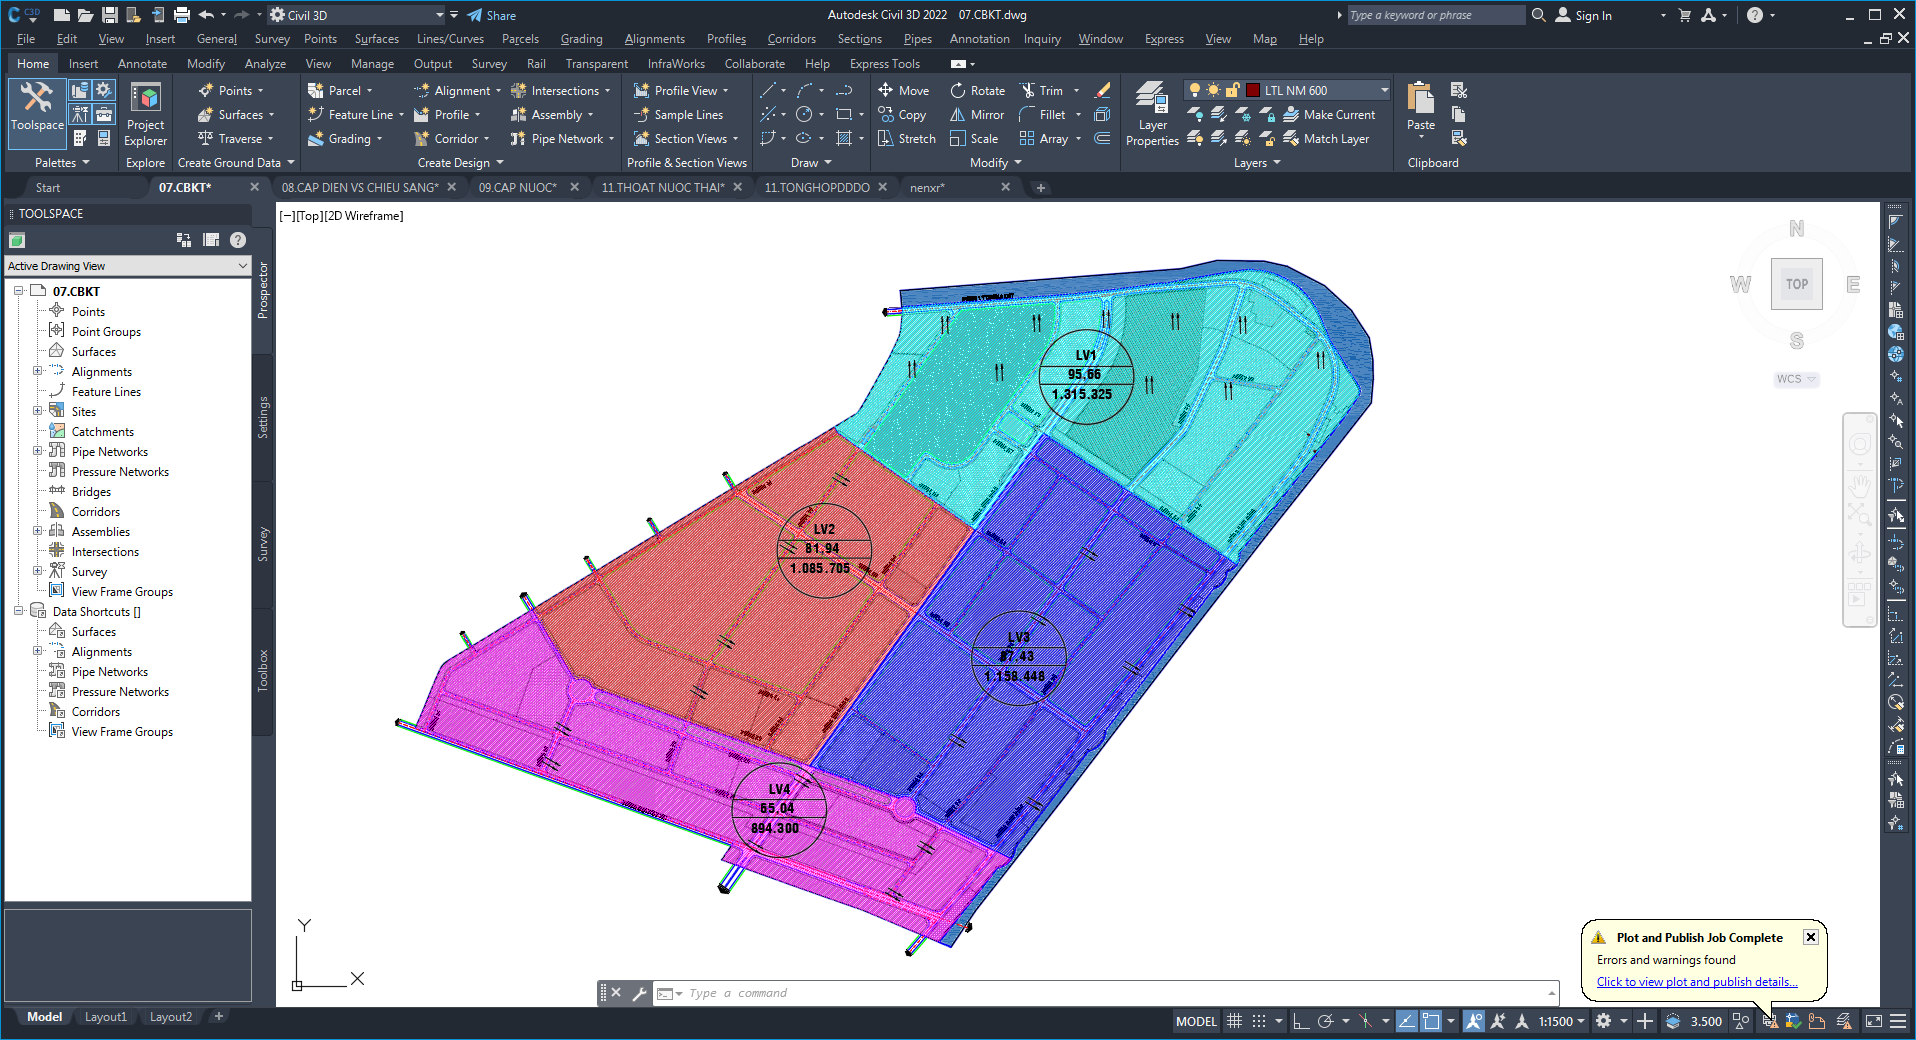 C3D
Civil 3D
Share
Autodesk Civil 3D 2022 07.CBKT.dwg
Type a keyword or phrase
Sign In
File Edit View Insert General Survey Points Surfaces Lines/Curves Parcels Grading Alignments Profiles Corridors Sections Pipes Annotation Inquiry Window Express View Map Help
Home Insert Annotate Modify Analyze View Manage Output Survey Rail Transparent InfraWorks Collaborate Help Express Tools
Points Parcel Alignment Intersections Profile View Move Rotate Trim LTL NM 600
Surfaces Feature Line Profile Assembly Sample Lines Copy Mirror Fillet Make Current
Toolspace Project Explorer Traverse Grading Corridor Pipe Network Section Views Stretch Scale Array Layer Properties Match Layer Paste
Palettes Explore Create Ground Data Create Design Profile & Section Views Draw Modify Layers Clipboard
Start 07.CBKT* 08.CAP DIEN VS CHIEU SANG* 09.CAP NUOC* 11.THOAT NUOC THAI* 11.TONGHOPDDDO nenxr*
TOOLSPACE
Active Drawing View
07.CBKT
Points
Point Groups
Surfaces
Alignments
Feature Lines
Sites
Catchments
Pipe Networks
Pressure Networks
Bridges
Corridors
Assemblies
Intersections
Survey
View Frame Groups
Data Shortcuts []
Surfaces
Alignments
Pipe Networks
Pressure Networks
Corridors
View Frame Groups
Prospector
Settings
Survey
Toolbox
[−][Top][2D Wireframe]
N
W TOP E
S
WCS
LV1
95.66
1.315.325
LV2
81.94
1.085.705
LV3
87.43
1.158.448
LV4
65.04
894.300
Y
X
Type a command
Plot and Publish Job Complete
Errors and warnings found
Click to view plot and publish details...
Model Layout1 Layout2
MODEL 1:1500 3.500